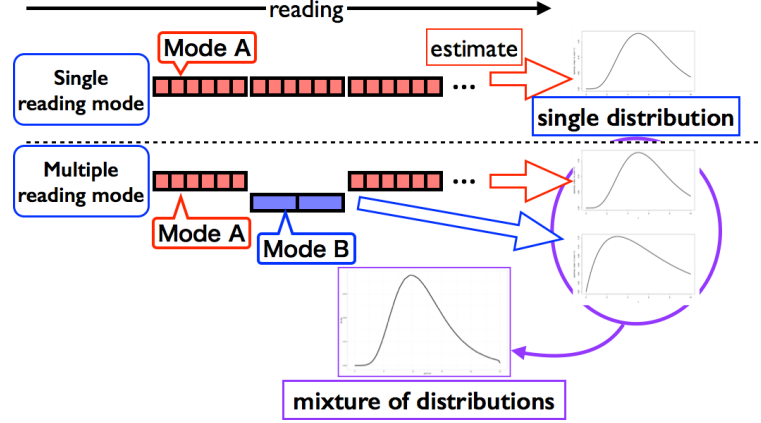 reading
Mode A
estimate
Single
reading mode
...
single distribution
Multiple
reading mode
...
Mode A
Mode B
mixture of distributions